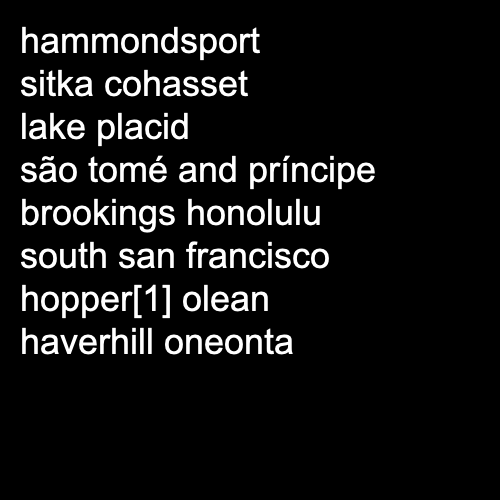 hammondsport
sitka cohasset
lake placid
são tomé and príncipe
brookings honolulu
south san francisco
hopper[1] olean
haverhill oneonta